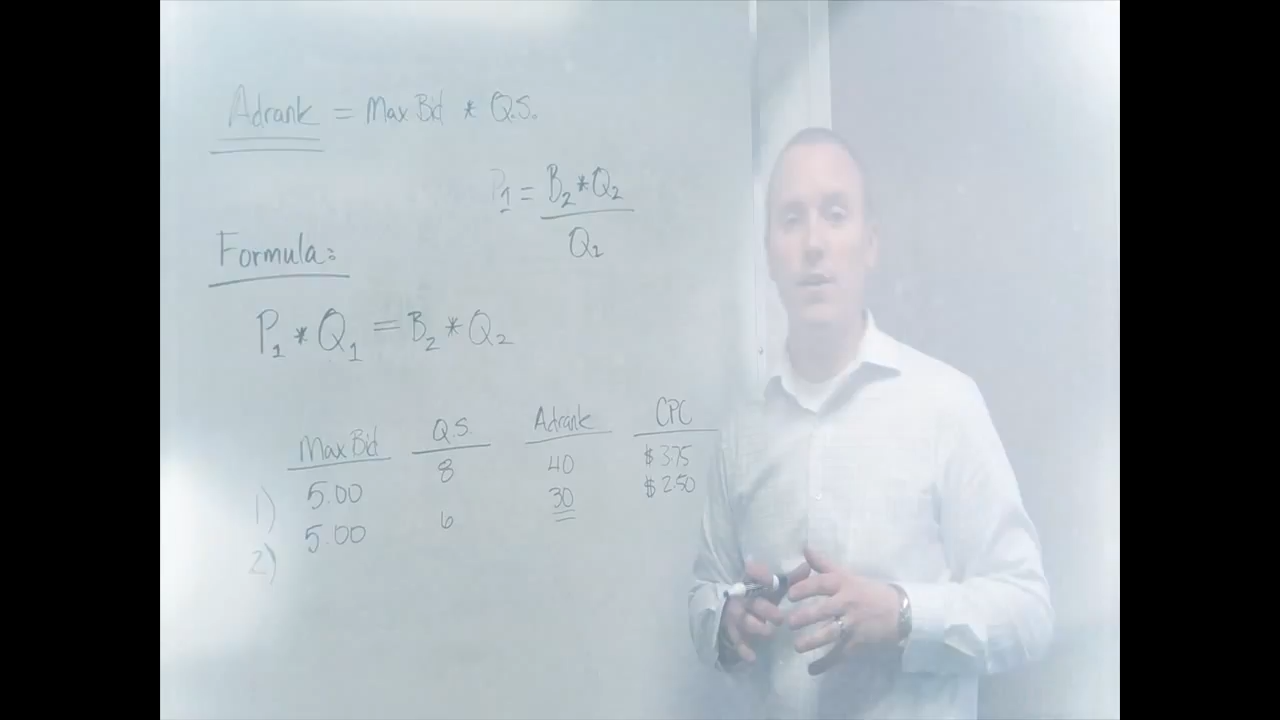 Adrank = Max Bid * Q.S.
P1 = B2 * Q2
Q2
Formula:
P1 * Q1 = B2 * Q2
Max Bid Q.S. Adrank CPC
1) 5.00 8 40 $3.75
2) 5.00 6 30 $2.50